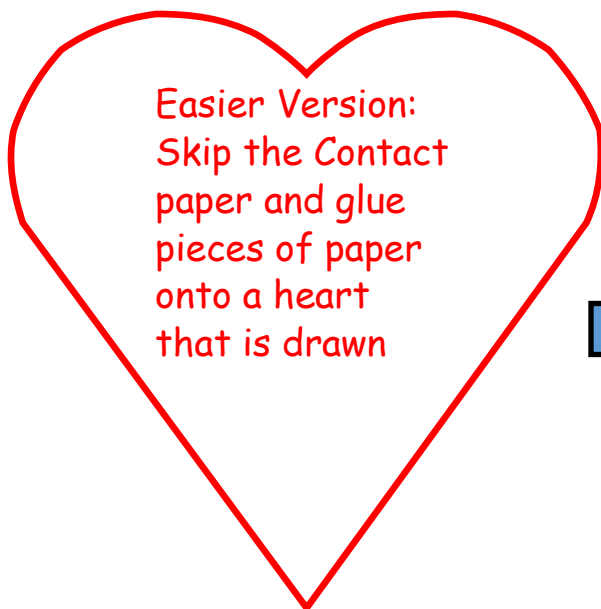 Easier Version:
Skip the Contact
paper and glue
pieces of paper
onto a heart
that is drawn